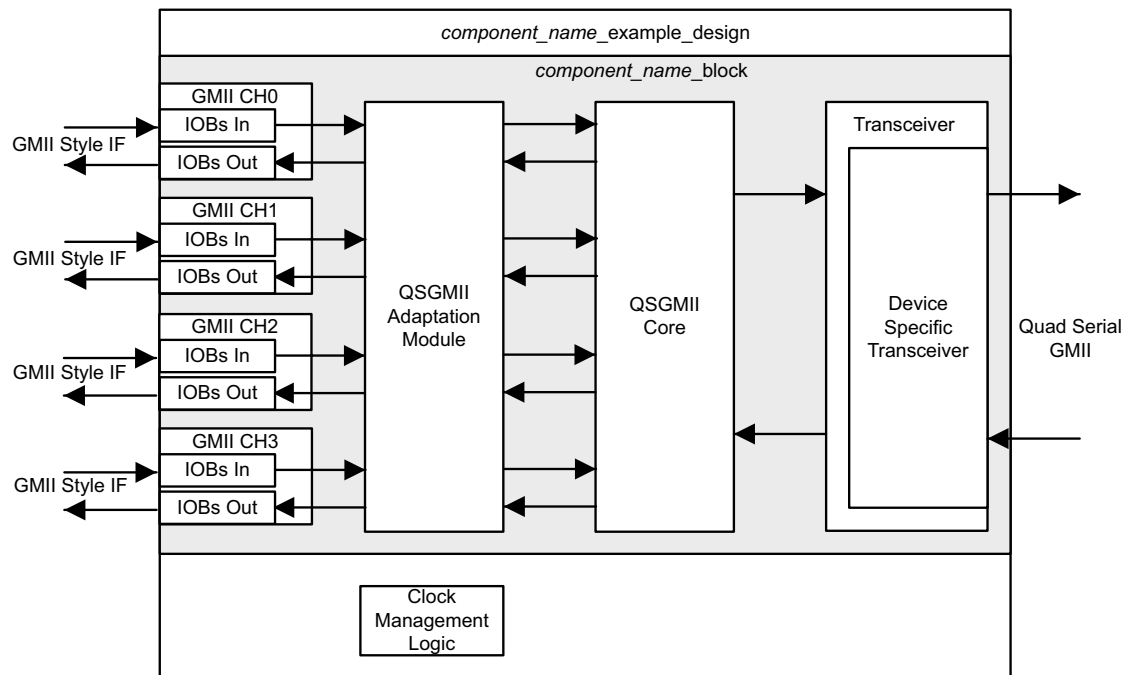 component_name_example_design
component_name_block
GMII CH0
IOBs In
IOBs Out
GMII Style IF
GMII CH1
IOBs In
IOBs Out
GMII Style IF
GMII CH2
IOBs In
IOBs Out
GMII Style IF
GMII CH3
IOBs In
IOBs Out
GMII Style IF
QSGMII
Adaptation
Module
QSGMII
Core
Transceiver
Device
Specific
Transceiver
Quad Serial
GMII
Clock
Management
Logic